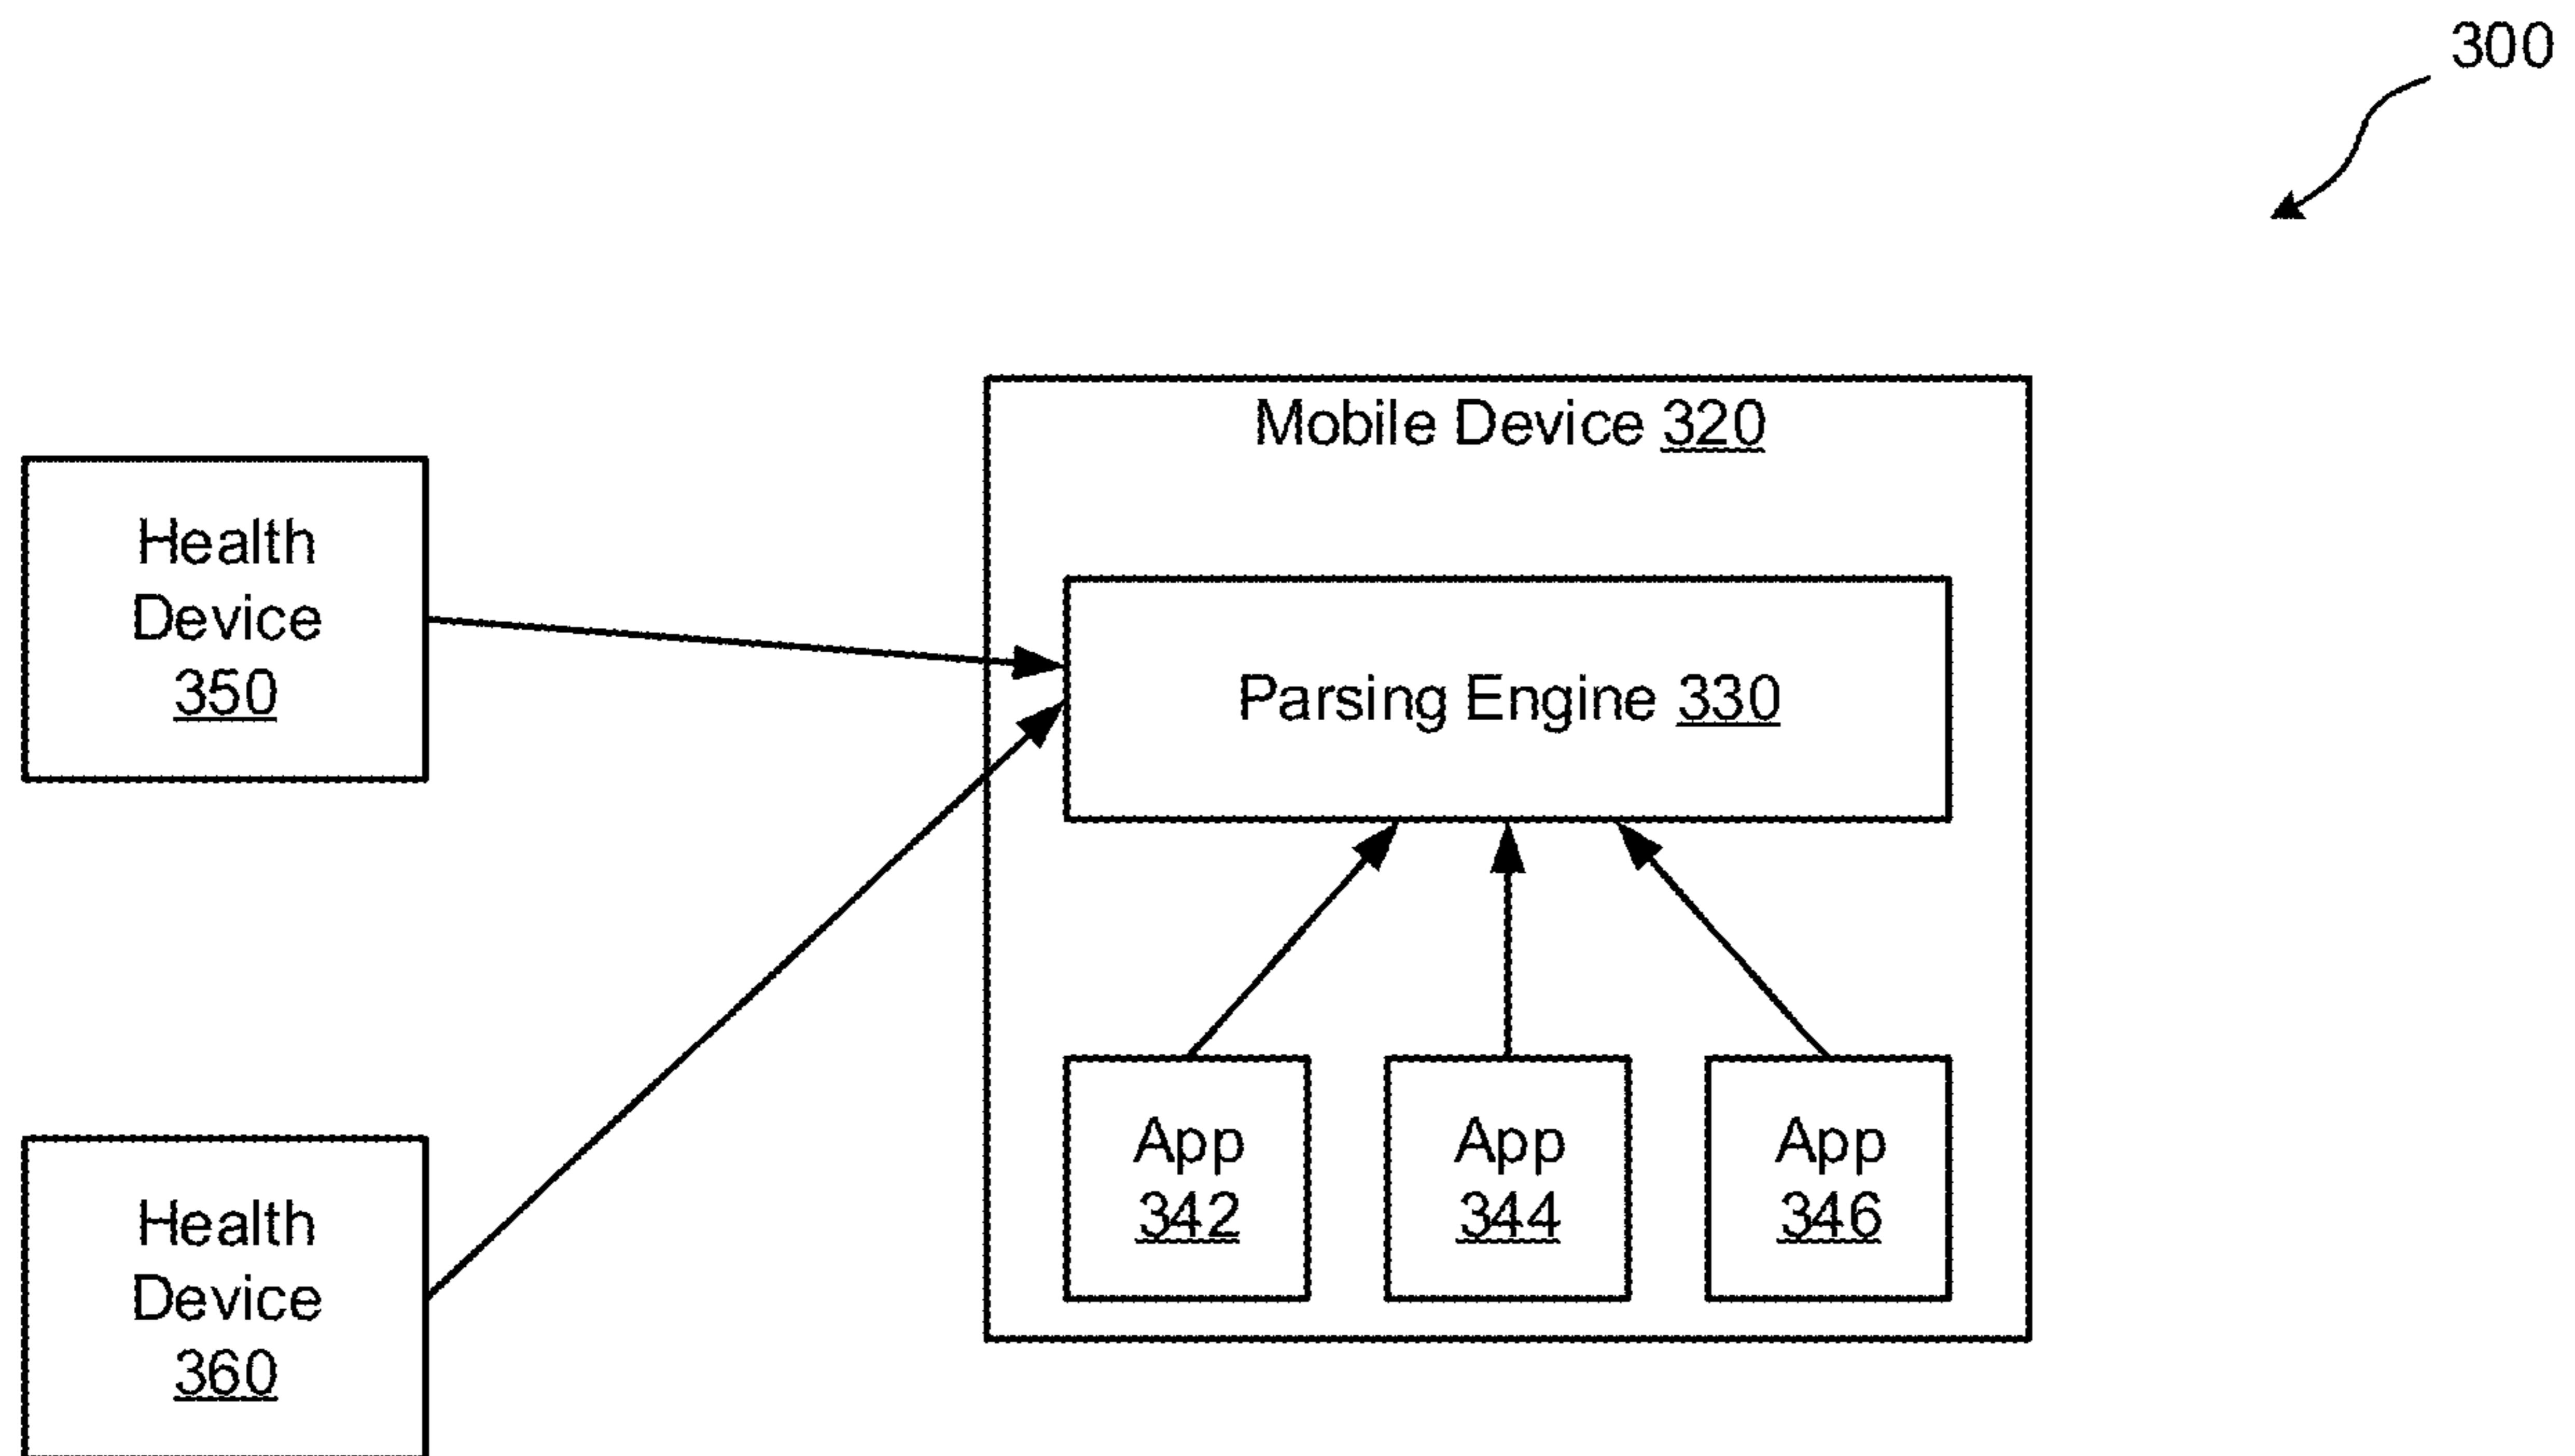 300
Mobile Device 320
Health
Device
350
Parsing Engine 330
App
342
App
344
App
346
Health
Device
360